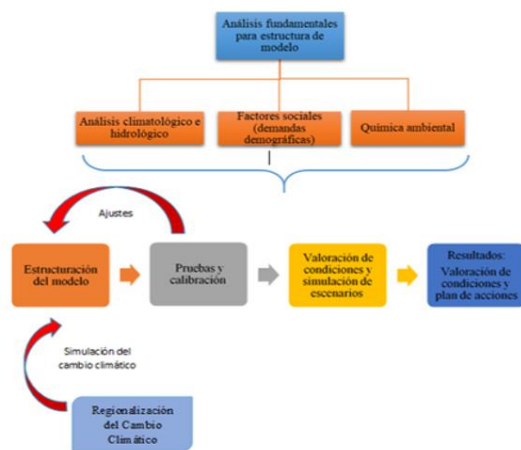 Análisis fundamentales
para estructura de
modelo
Análisis climatológico e
hidrológico
Factores sociales
(demandas
demográficas)
Química ambiental
Ajustes
Estructuración
del modelo
Pruebas y
calibración
Valoración de
condiciones y
simulación de
escenarios
Resultados:
Valoración de
condiciones y
plan de acciones
Simulación del
cambio climático
Regionalización
del Cambio
Climático